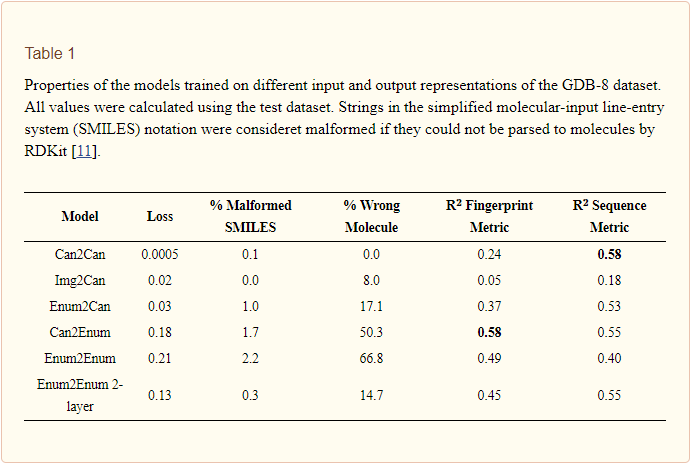 Table 1
Properties of the models trained on different input and output representations of the GDB-8 dataset.
All values were calculated using the test dataset. Strings in the simplified molecular-input line-entry
system (SMILES) notation were consideret malformed if they could not be parsed to molecules by
RDKit [11].
Model Loss % Malformed SMILES % Wrong Molecule R² Fingerprint Metric R² Sequence Metric
Can2Can 0.0005 0.1 0.0 0.24 0.58
Img2Can 0.02 0.0 8.0 0.05 0.18
Enum2Can 0.03 1.0 17.1 0.37 0.53
Can2Enum 0.18 1.7 50.3 0.58 0.55
Enum2Enum 0.21 2.2 66.8 0.49 0.40
Enum2Enum 2-layer 0.13 0.3 14.7 0.45 0.55